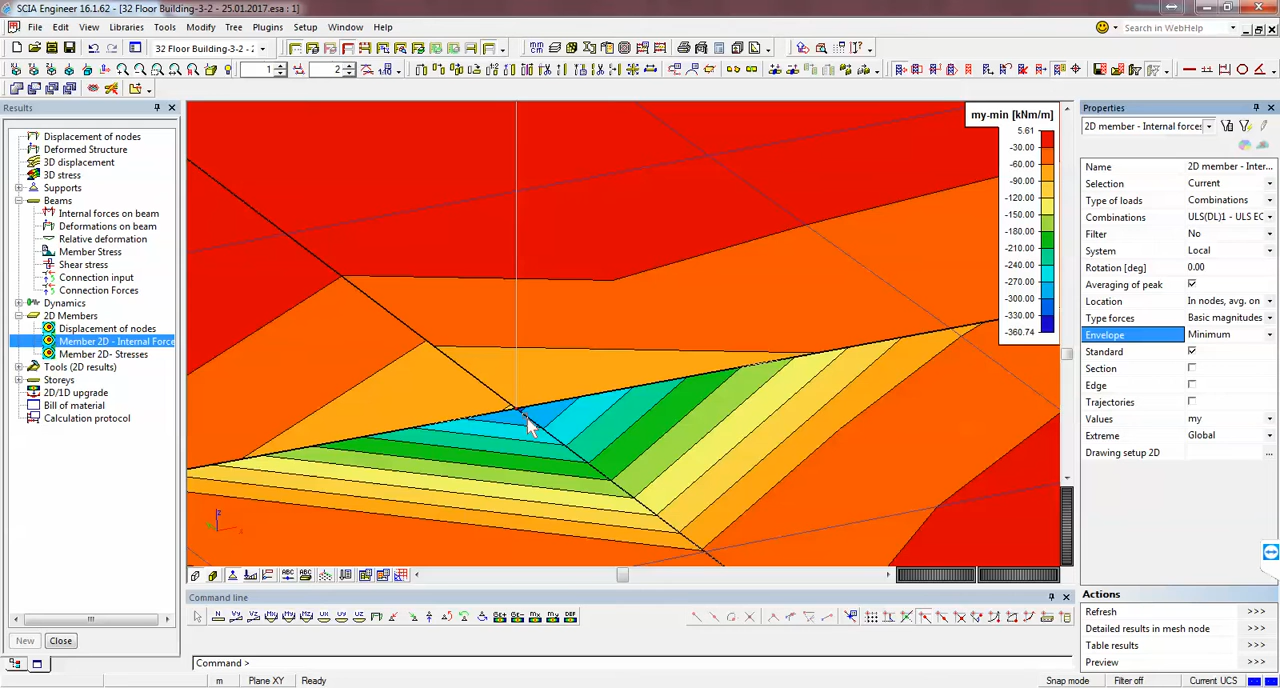 SCIA Engineer 16.1.62 - [32 Floor Building-3-2 - 25.01.2017.esa : 1]
File Edit View Libraries Tools Modify Tree Plugins Setup Window Help
Search in WebHelp
32 Floor Building-3-2 - 2
1 2
Results
Displacement of nodes
Deformed Structure
3D displacement
3D stress
Supports
Beams
Internal forces on beam
Deformations on beam
Relative deformation
Member Stress
Shear stress
Connection input
Connection Forces
Dynamics
2D Members
Displacement of nodes
Member 2D - Internal Force
Member 2D- Stresses
Tools (2D results)
Storeys
2D/1D upgrade
Bill of material
Calculation protocol
New Close
my-min [kNm/m]
5.61
-30.00
-60.00
-90.00
-120.00
-150.00
-180.00
-210.00
-240.00
-270.00
-300.00
-330.00
-360.74
Properties
2D member - Internal forces
Name 2D member - Inter...
Selection Current
Type of loads Combinations
Combinations ULS(DL)1 - ULS EC
Filter No
System Local
Rotation [deg] 0.00
Averaging of peak
Location In nodes, avg. on
Type forces Basic magnitudes
Envelope Minimum
Standard
Section
Edge
Trajectories
Values my
Extreme Global
Drawing setup 2D ...
Actions
Refresh >>>
Detailed results in mesh node >>>
Table results >>>
Preview >>>
Command line
Command >
m Plane XY Ready Snap mode Filter off Current UCS